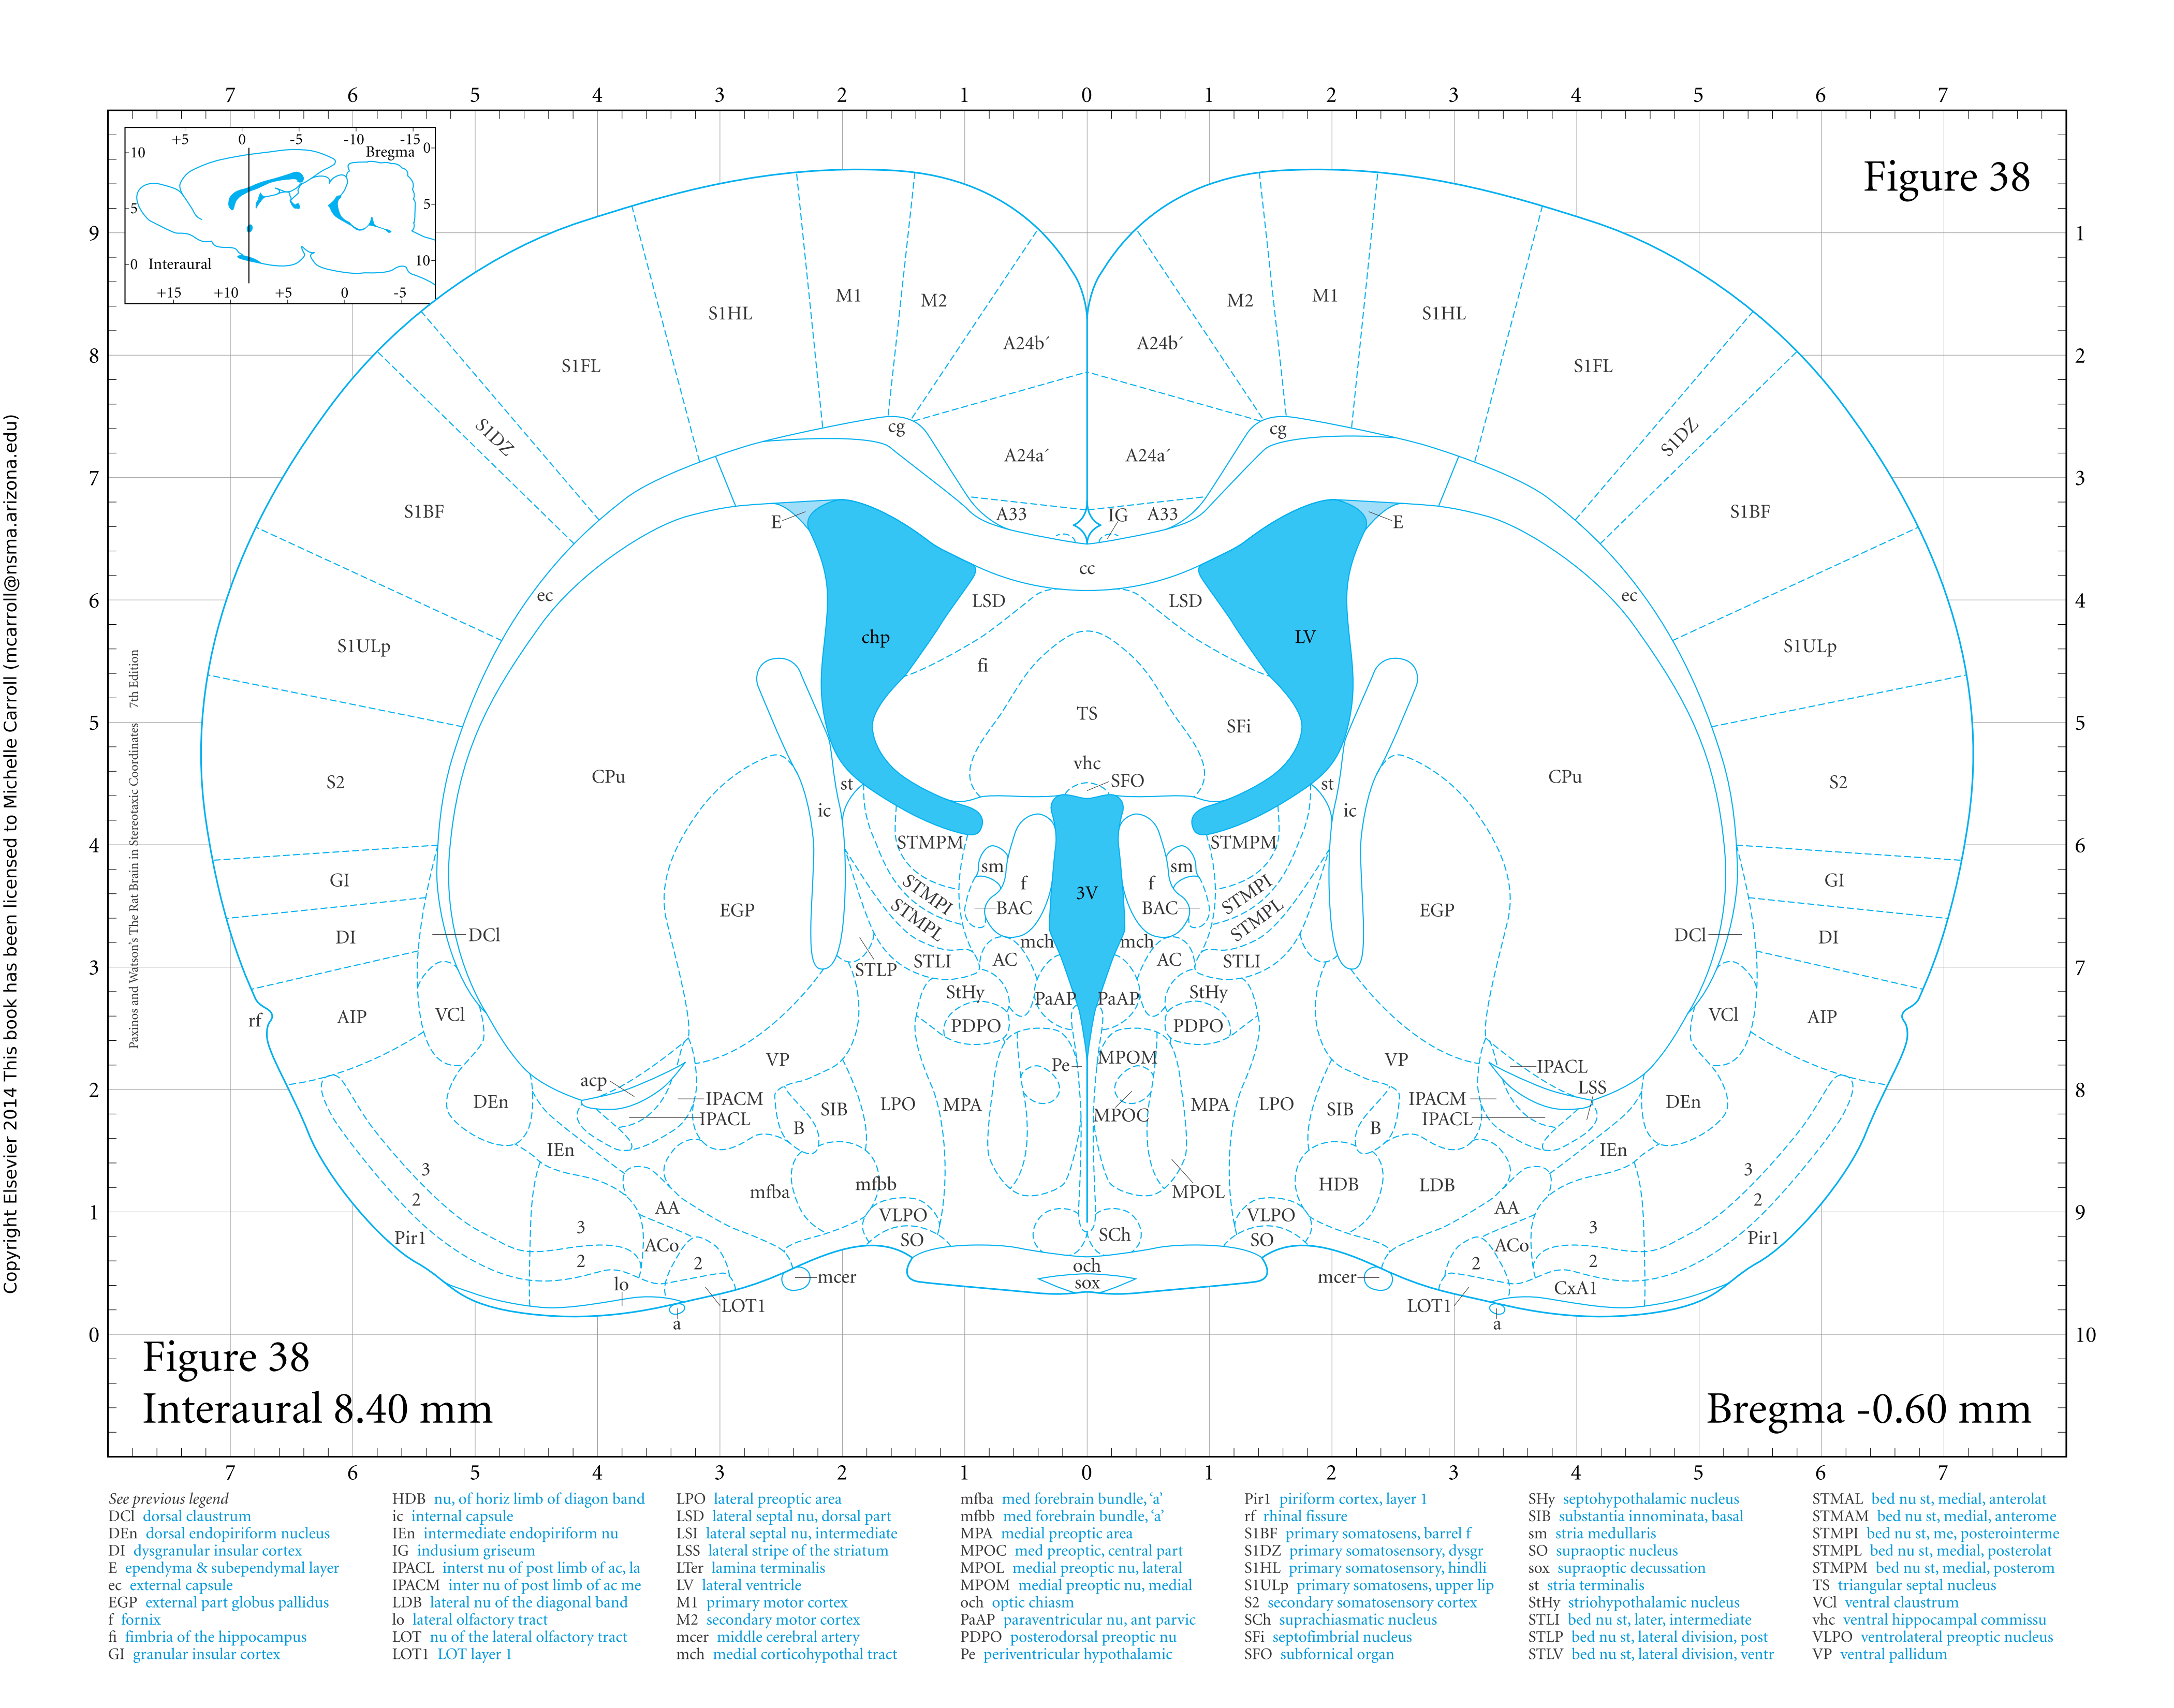 7 6 5 4 3 2 1 0 1 2 3 4 5 6 7
+5 0 -5 -10 -15
10 Bregma 0
5 5
0 Interaural 10
+15 +10 +5 0 -5
Figure 38
9 1
8 2
7 3
6 4
5 5
4 6
3 7
2 8
1 9
0 10
Copyright Elsevier 2014 This book has been licensed to Michelle Carroll (mcarroll@nsma.arizona.edu)
Paxinos and Watson's The Rat Brain in Stereotaxic Coordinates 7th Edition
S1HL M1 M2 M2 M1 S1HL
A24b´ A24b´
S1FL S1FL
S1DZ cg cg S1DZ
A24a´ A24a´
S1BF E A33 IG A33 E S1BF
cc
ec LSD LSD ec
S1ULp chp LV S1ULp
fi
TS SFi
vhc
S2 CPu st SFO st CPu S2
ic ic
STMPM STMPM
sm sm
GI f 3V f GI
STMPI STMPI
EGP BAC BAC EGP
STMPL STMPL
DI DCl mch mch DCl DI
STLP STLI AC AC STLI
StHy PaAP PaAP StHy
rf AIP VCl PDPO PDPO VCl AIP
VP Pe MPOM VP IPACL
acp LSS
DEn IPACM SIB LPO MPA MPOC MPA LPO SIB IPACM DEn
IPACL B B IPACL
IEn IEn
3 mfba mfbb MPOL HDB LDB 3
2 AA AA 2
Pir1 3 VLPO SCh VLPO 3 Pir1
ACo SO SO ACo
2 2 och 2 2
lo mcer sox mcer CxA1
LOT1 LOT1
a a
Figure 38
Interaural 8.40 mm
Bregma -0.60 mm
7 6 5 4 3 2 1 0 1 2 3 4 5 6 7
See previous legend
DCl dorsal claustrum
DEn dorsal endopiriform nucleus
DI dysgranular insular cortex
E ephyma & subependymal layer
ec external capsule
EGP external part globus pallidus
f fornix
fi fimbria of the hippocampus
GI granular insular cortex
HDB nu, of horiz limb of diagon band
ic internal capsule
IEn intermediate endopiriform nu
IG indusium griseum
IPACL interst nu of post limb of ac, la
IPACM inter nu of post limb of ac me
LDB lateral nu of the diagonal band
lo lateral olfactory tract
LOT nu of the lateral olfactory tract
LOT1 LOT layer 1
LPO lateral preoptic area
LSD lateral septal nu, dorsal part
LSI lateral septal nu, intermediate
LSS lateral stripe of the striatum
LTer lamina terminalis
LV lateral ventricle
M1 primary motor cortex
M2 secondary motor cortex
mcer middle cerebral artery
mch medial corticohypothal tract
mfba med forebrain bundle, ‘a’
mfbb med forebrain bundle, ‘a’
MPA medial preoptic area
MPOC med preoptic, central part
MPOL medial preoptic nu, lateral
MPOM medial preoptic nu, medial
och optic chiasm
PaAP paraventricular nu, ant parvic
PDPO posterodorsal preoptic nu
Pe periventricular hypothalamic
Pir1 piriform cortex, layer 1
rf rhinal fissure
S1BF primary somatosens, barrel f
S1DZ primary somatosensory, dysgr
S1HL primary somatosensory, hindli
S1ULp primary somatosens, upper lip
S2 secondary somatosensory cortex
SCh suprachiasmatic nucleus
SFi septofimbrial nucleus
SFO subfornical organ
SHy septohypothalamic nucleus
SIB substantia innominata, basal
sm stria medullaris
SO supraoptic nucleus
sox supraoptic decussation
st stria terminalis
StHy striohypothalamic nucleus
STLI bed nu st, later, intermediate
STLP bed nu st, lateral division, post
STLV bed nu st, lateral division, ventr
STMAL bed nu st, medial, anterolat
STMAM bed nu st, medial, anterome
STMPI bed nu st, me, posterointerme
STMPL bed nu st, medial, posterolat
STMPM bed nu st, medial, posterom
TS triangular septal nucleus
VCl ventral claustrum
vhc ventral hippocampal commissu
VLPO ventrolateral preoptic nucleus
VP ventral pallidum